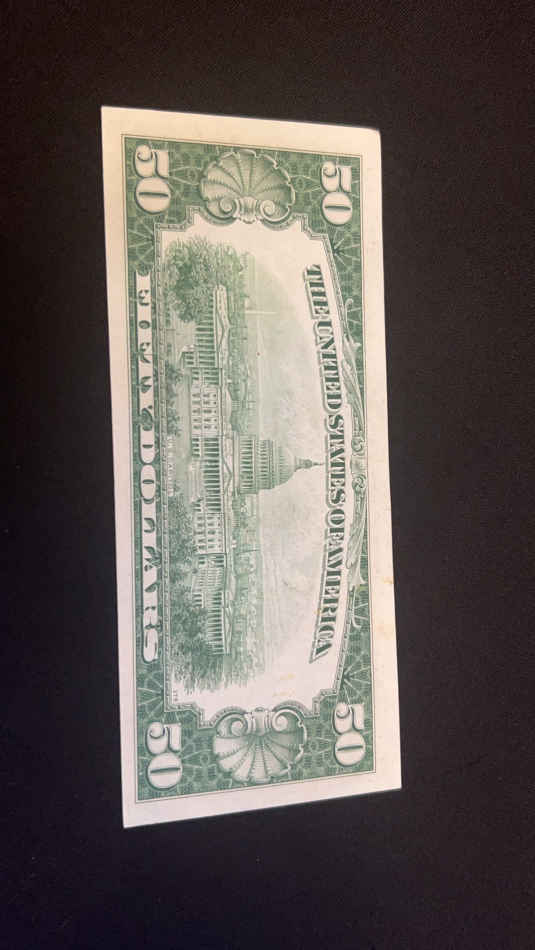 50 50
THE UNITED STATES OF AMERICA
50 FIFTY DOLLARS 50